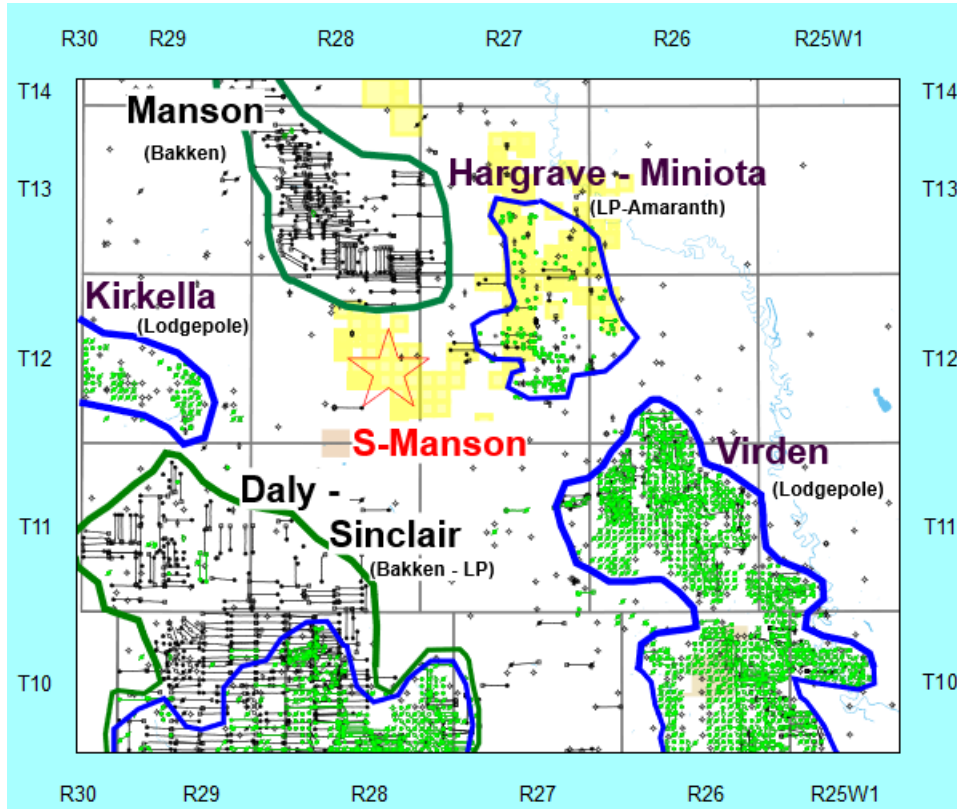 R30 R29 R28 R27 R26 R25W1
T14 T14
Manson
(Bakken)
Hargrave - Miniota
T13 T13
(LP-Amaranth)
Kirkella
(Lodgepole)
T12 T12
S-Manson
Virden
(Lodgepole)
Daly -
T11 T11
Sinclair
(Bakken - LP)
T10 T10
R30 R29 R28 R27 R26 R25W1